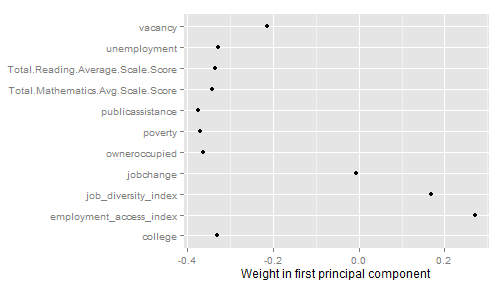 vacancy
unemployment
Total.Reading.Average.Scale.Score
Total.Mathematics.Avg.Scale.Score
publicassistance
poverty
owneroccupied
jobchange
job_diversity_index
employment_access_index
college
-0.4 -0.2 0.0 0.2
Weight in first principal component